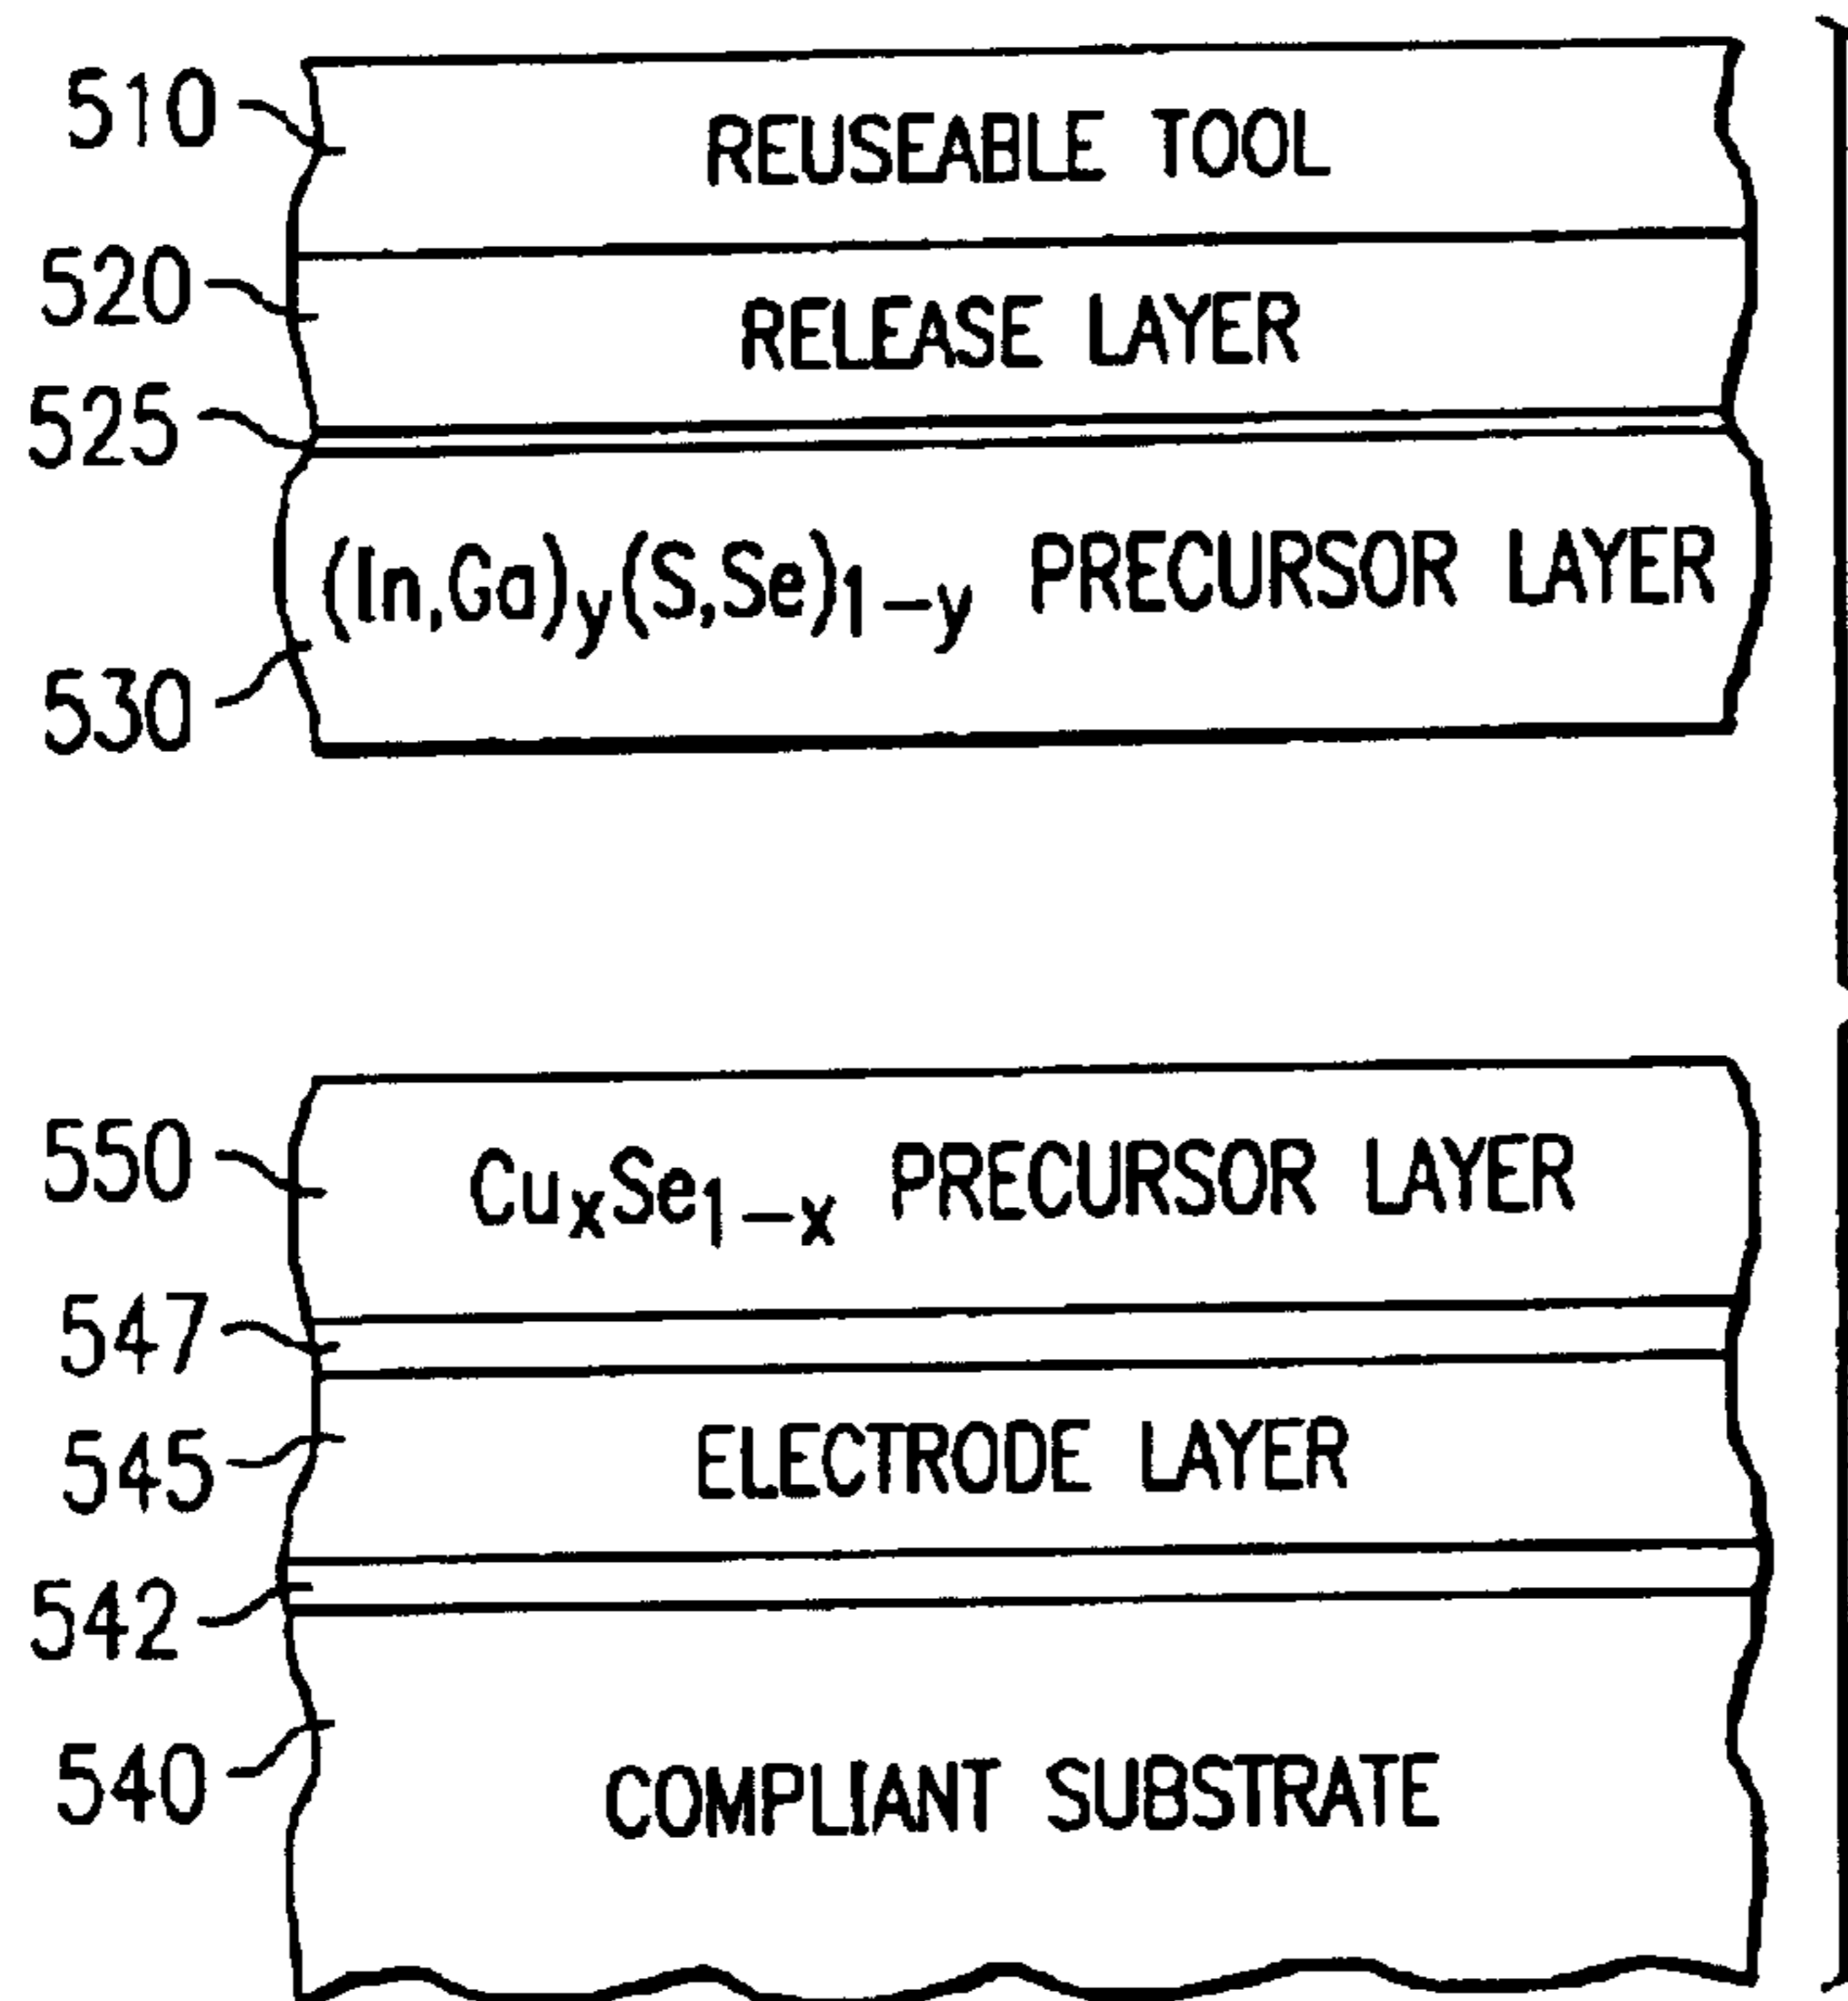 510 REUSEABLE TOOL
520 RELEASE LAYER
525
(In,Ga)y(S,Se)1-y PRECURSOR LAYER
530
550 CuxSe1-x PRECURSOR LAYER
547
545 ELECTRODE LAYER
542
540 COMPLIANT SUBSTRATE